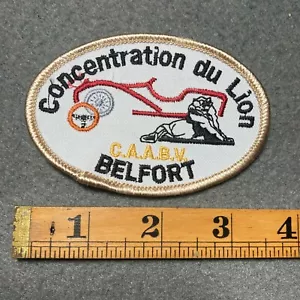 Concentration du Lion
C.A.A.B.V.
BELFORT
1 2 3 4